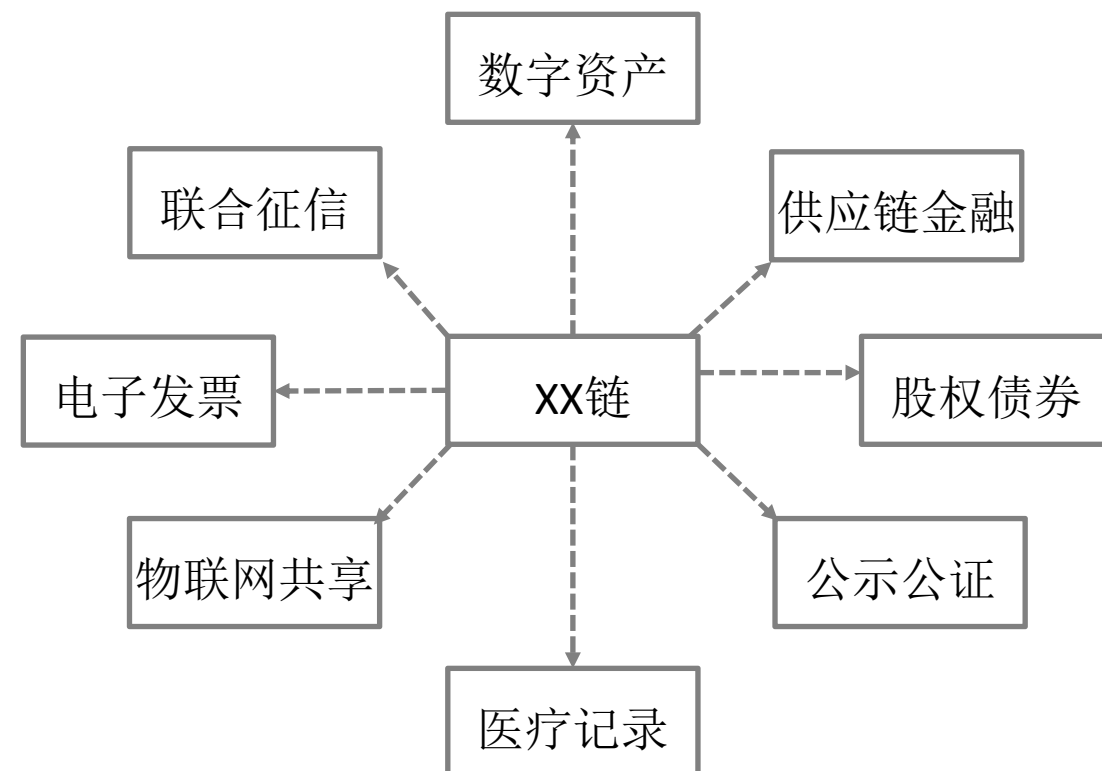 数字资产
联合征信
供应链金融
电子发票
XX链
股权债券
物联网共享
公示公证
医疗记录